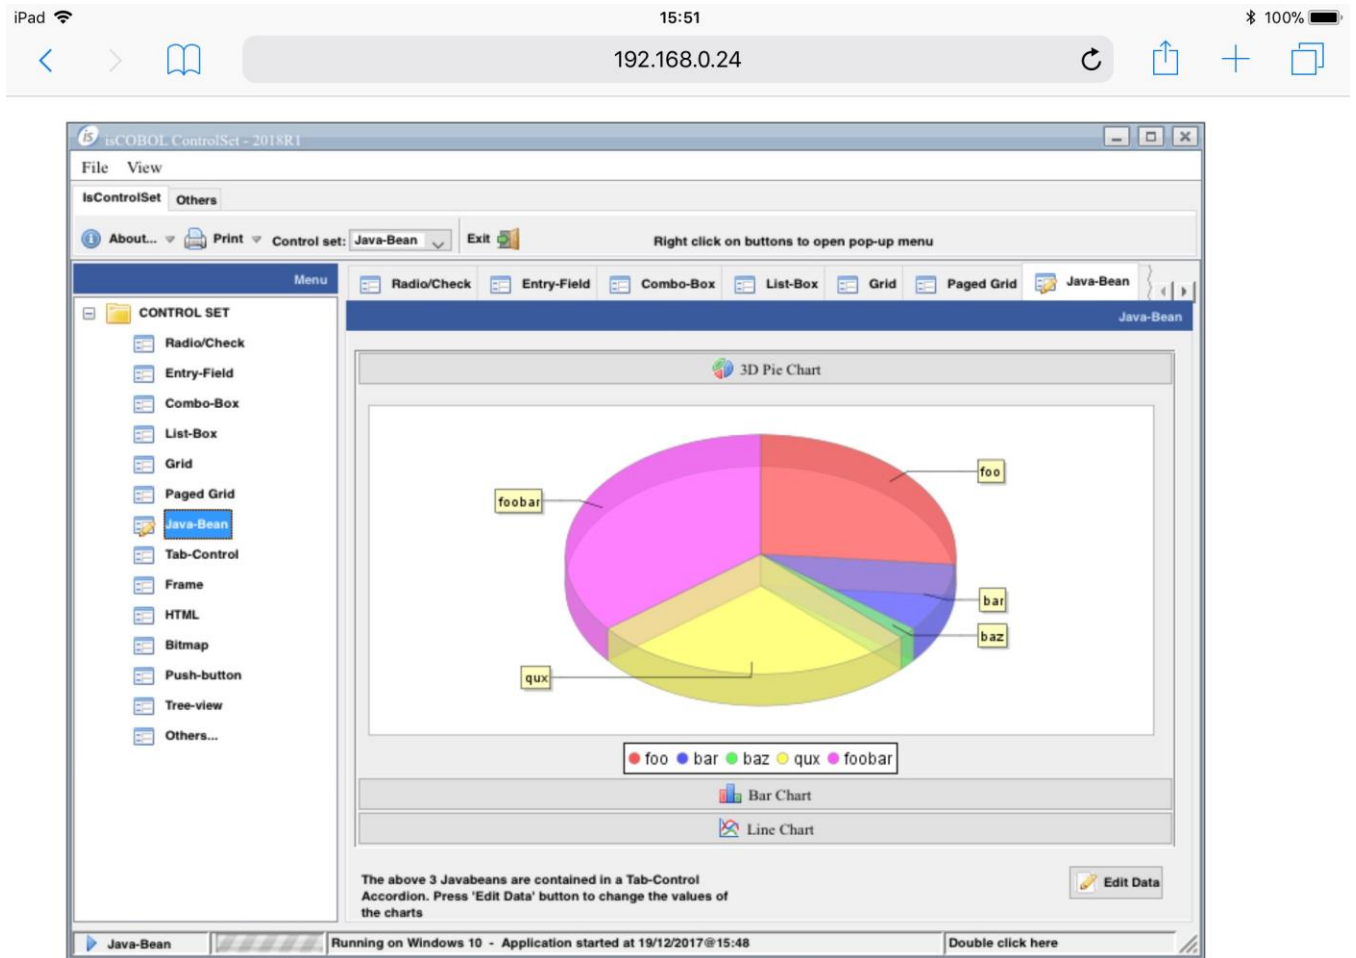 iPad 15:51 100%
192.168.0.24
is isCOBOL ControlSet - 2018R1
File View
IsControlSet Others
About... Print Control set: Java-Bean Exit Right click on buttons to open pop-up menu
Menu
CONTROL SET
Radio/Check
Entry-Field
Combo-Box
List-Box
Grid
Paged Grid
Java-Bean
Tab-Control
Frame
HTML
Bitmap
Push-button
Tree-view
Others...
Radio/Check Entry-Field Combo-Box List-Box Grid Paged Grid Java-Bean
Java-Bean
3D Pie Chart
foo
foobar
bar
baz
qux
foo bar baz qux foobar
Bar Chart
Line Chart
The above 3 Javabeans are contained in a Tab-Control
Accordion. Press 'Edit Data' button to change the values of
the charts
Edit Data
Java-Bean Running on Windows 10 - Application started at 19/12/2017@15:48 Double click here